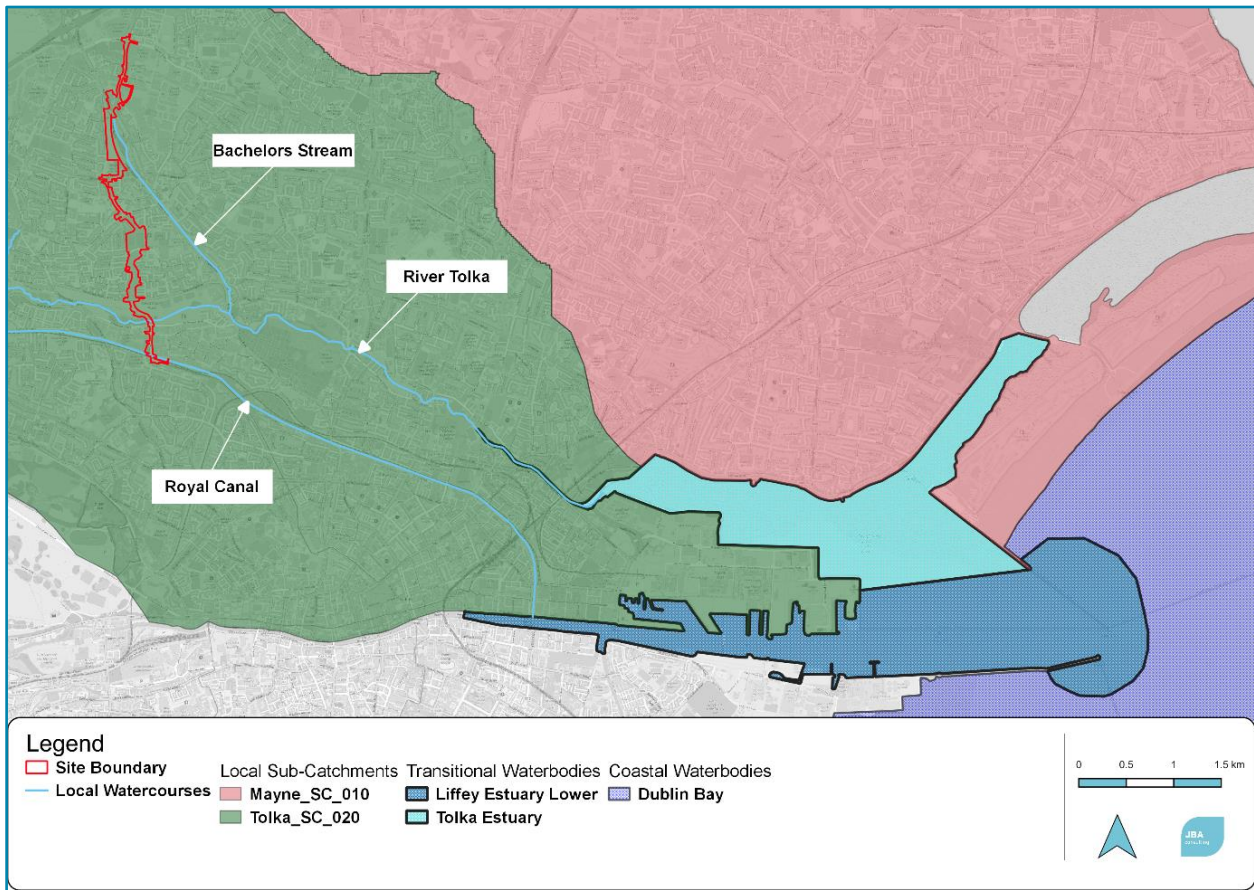 Bachelors Stream
River Tolka
Royal Canal
Legend
Site Boundary
Local Watercourses
Local Sub-Catchments
Mayne_SC_010
Tolka_SC_020
Transitional Waterbodies
Liffey Estuary Lower
Tolka Estuary
Coastal Waterbodies
Dublin Bay
0 0.5 1 1.5 km
JBA
consulting